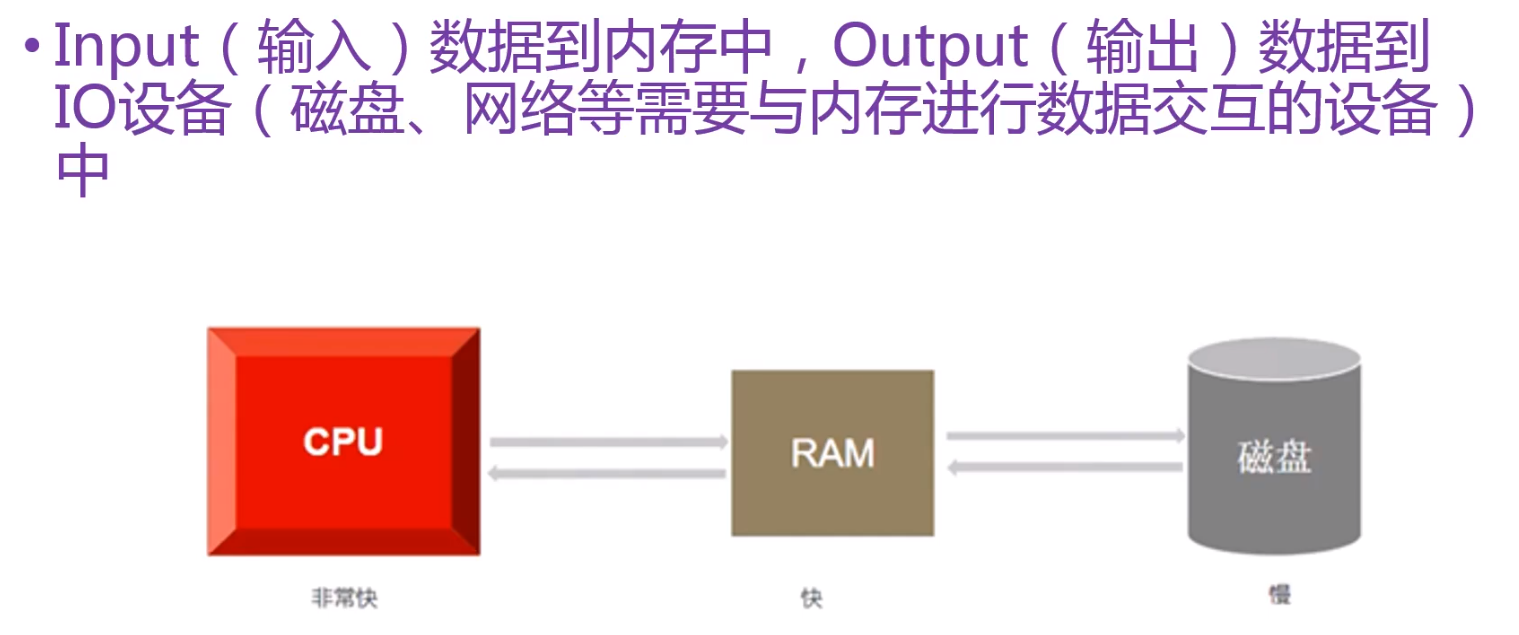 •Input（输入）数据到内存中，Output（输出）数据到
IO设备（磁盘、网络等需要与内存进行数据交互的设备）
中
CPU
RAM
磁盘
非常快
快
慢